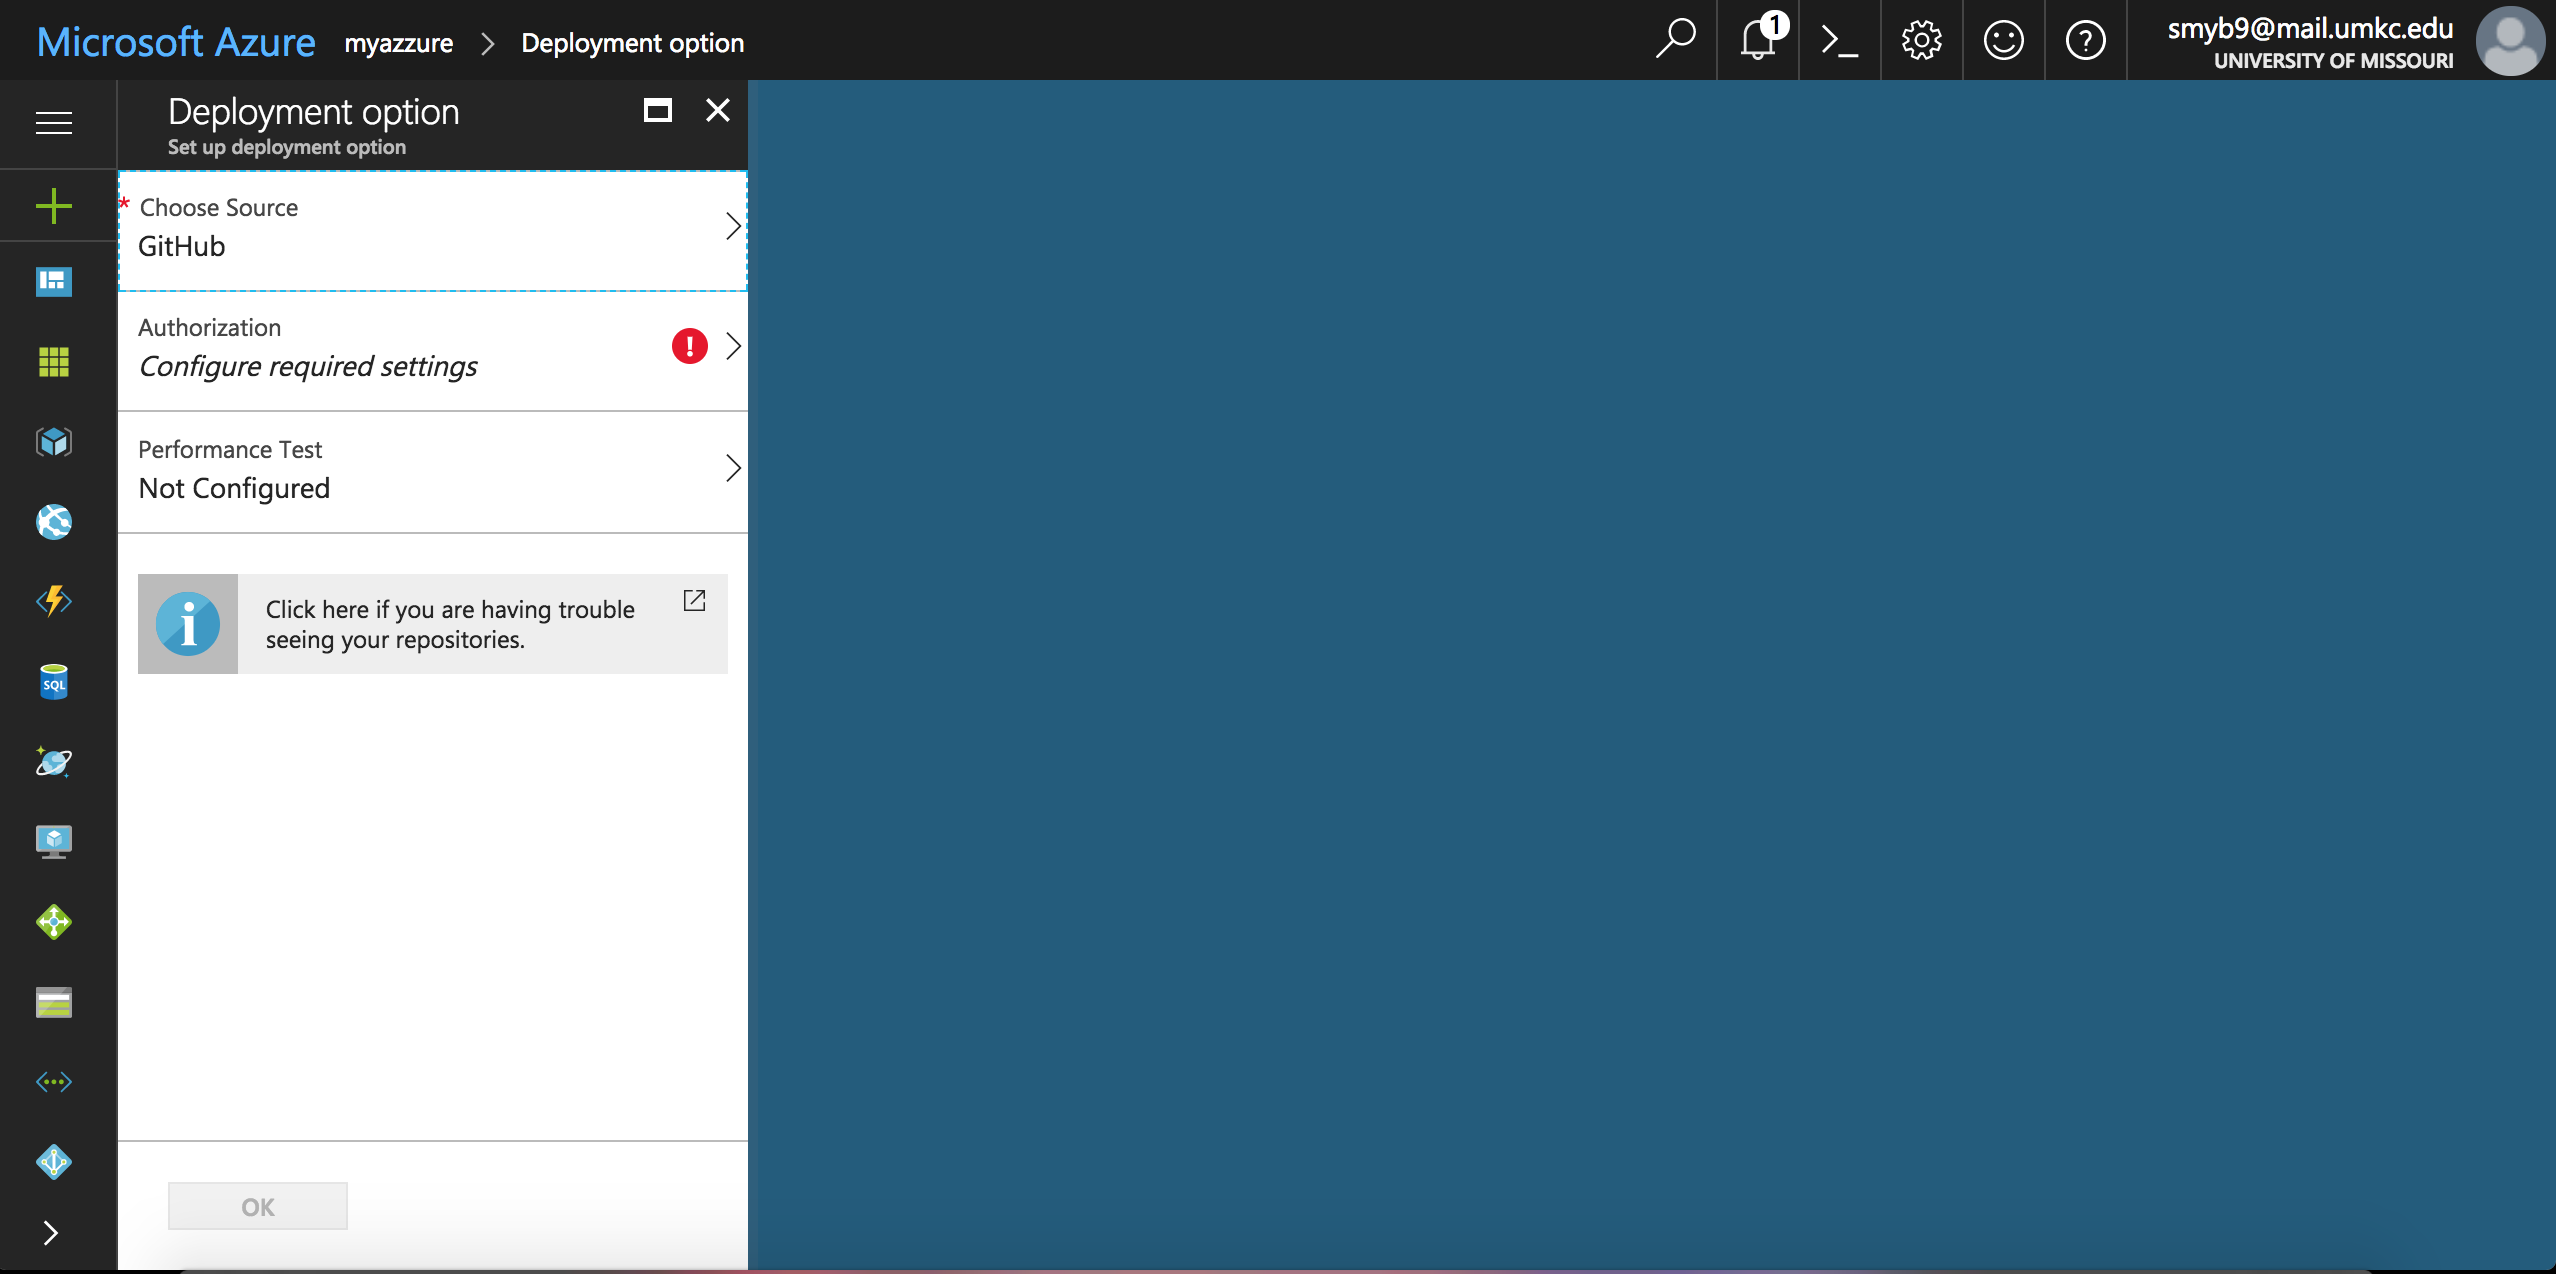 Microsoft Azure myazzure > Deployment option
1
smyb9@mail.umkc.edu
UNIVERSITY OF MISSOURI
Deployment option
Set up deployment option
* Choose Source
GitHub
Authorization
Configure required settings
!
Performance Test
Not Configured
i
Click here if you are having trouble
seeing your repositories.
SQL
OK